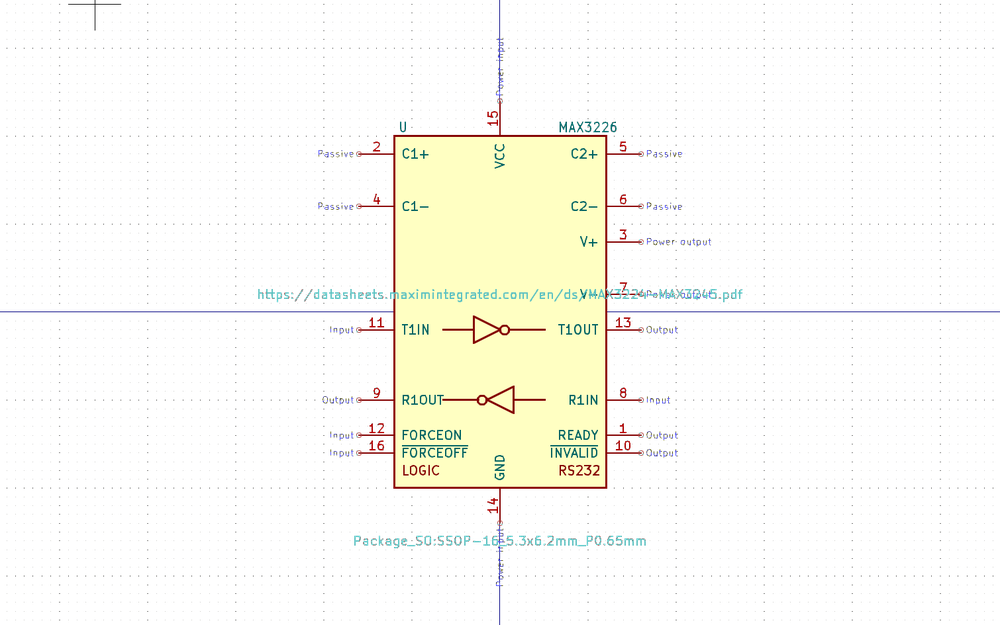 Power input
15
U MAX3226
Passive 2 C1+ VCC C2+ 5 Passive
Passive 4 C1- C2- 6 Passive
V+ 3 Power output
V- 7 Power output
https://datasheets.maximintegrated.com/en/ds/MAX3224-MAX3245.pdf
Input 11 T1IN T1OUT 13 Output
Output 9 R1OUT R1IN 8 Input
Input 12 FORCEON READY 1 Output
Input 16 FORCEOFF INVALID 10 Output
LOGIC GND RS232
14
Package_SO:SSOP-16_5.3x6.2mm_P0.65mm
Power input